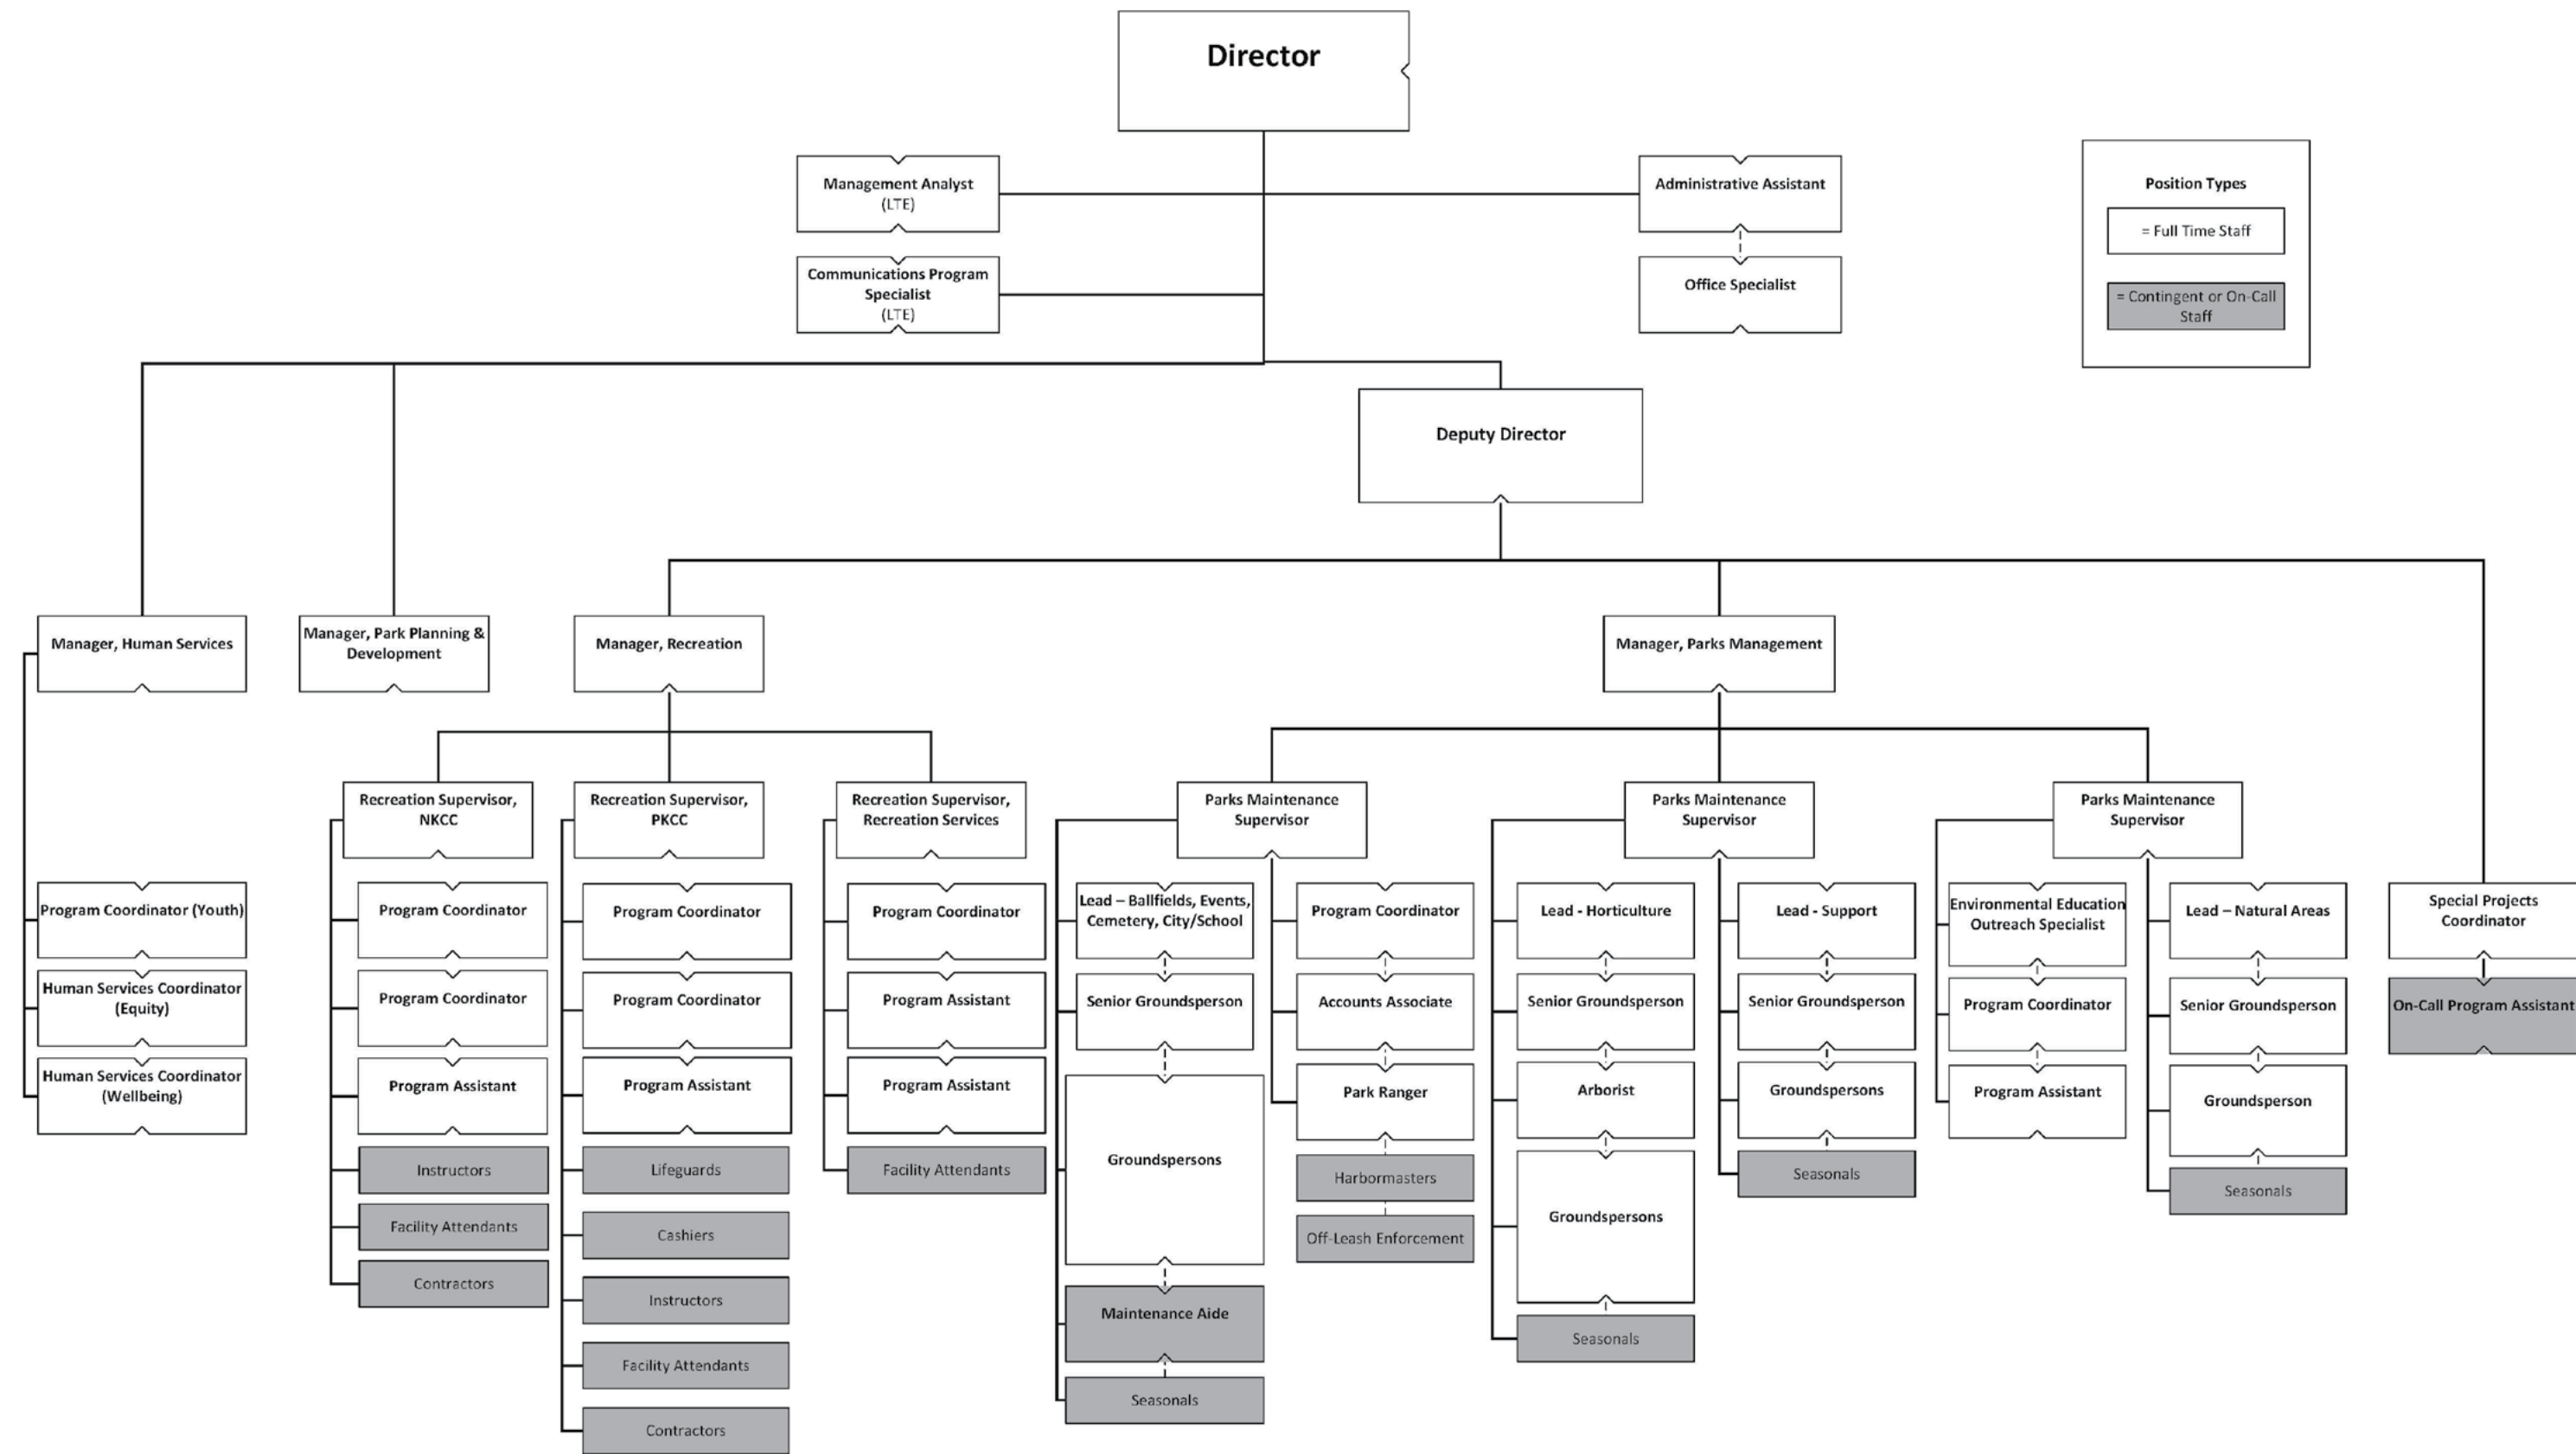 Director
Management Analyst
(LTE)
Administrative Assistant
Position Types
= Full Time Staff
= Contingent or On-Call
Staff
Communications Program
Specialist
(LTE)
Office Specialist
Deputy Director
Manager, Human Services
Manager, Park Planning &
Development
Manager, Recreation
Manager, Parks Management
Recreation Supervisor,
NKCC
Recreation Supervisor,
PKCC
Recreation Supervisor,
Recreation Services
Parks Maintenance
Supervisor
Parks Maintenance
Supervisor
Parks Maintenance
Supervisor
Program Coordinator (Youth)
Human Services Coordinator
(Equity)
Human Services Coordinator
(Wellbeing)
Program Coordinator
Program Coordinator
Program Assistant
Instructors
Facility Attendants
Contractors
Program Coordinator
Program Coordinator
Program Assistant
Lifeguards
Cashiers
Instructors
Facility Attendants
Contractors
Program Coordinator
Program Assistant
Program Assistant
Facility Attendants
Lead – Ballfields, Events,
Cemetery, City/School
Senior Groundsperson
Groundspersons
Maintenance Aide
Seasonals
Program Coordinator
Accounts Associate
Park Ranger
Harbormasters
Off-Leash Enforcement
Lead - Horticulture
Senior Groundsperson
Arborist
Groundspersons
Seasonals
Lead - Support
Senior Groundsperson
Groundspersons
Seasonals
Environmental Education
Outreach Specialist
Program Coordinator
Program Assistant
Lead – Natural Areas
Senior Groundsperson
Groundsperson
Seasonals
Special Projects
Coordinator
On-Call Program Assistant